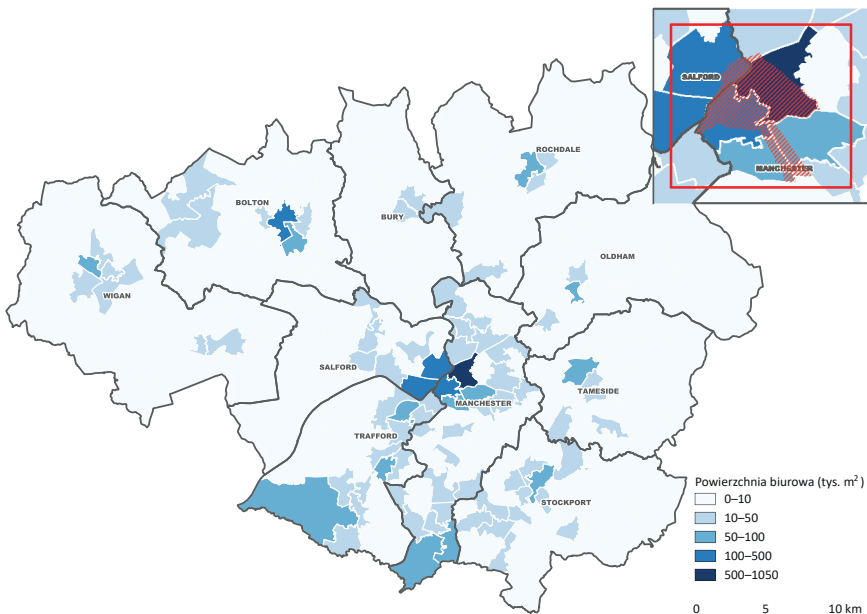 SALFORD
MANCHESTER
ROCHDALE
BOLTON
BURY
OLDHAM
WIGAN
SALFORD
TAMESIDE
MANCHESTER
TRAFFORD
STOCKPORT
Powierzchnia biurowa (tys. m²)
0–10
10–50
50–100
100–500
500–1050
0 5 10 km